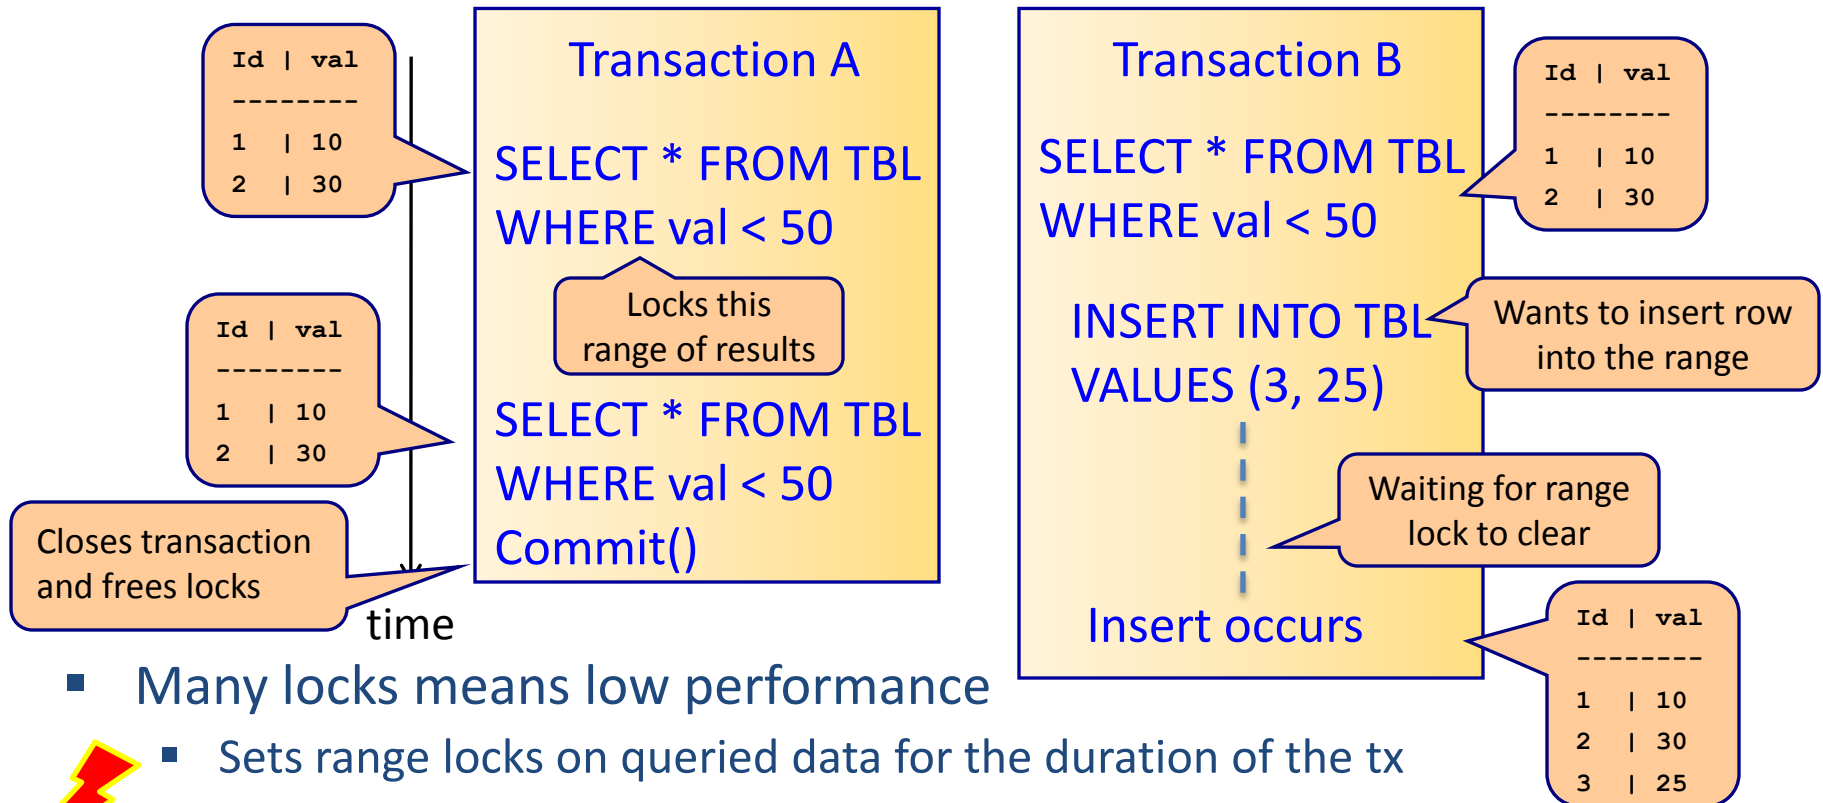 Id | val
--------
1 | 10
2 | 30
Transaction A
SELECT * FROM TBL
WHERE val < 50
Locks this
range of results
Id | val
--------
1 | 10
2 | 30
SELECT * FROM TBL
WHERE val < 50
Commit()
Closes transaction
and frees locks
time
Transaction B
SELECT * FROM TBL
WHERE val < 50
Id | val
--------
1 | 10
2 | 30
INSERT INTO TBL
VALUES (3, 25)
Wants to insert row
into the range
Waiting for range
lock to clear
Insert occurs
Id | val
--------
1 | 10
2 | 30
3 | 25
▪ Many locks means low performance
▪ Sets range locks on queried data for the duration of the tx